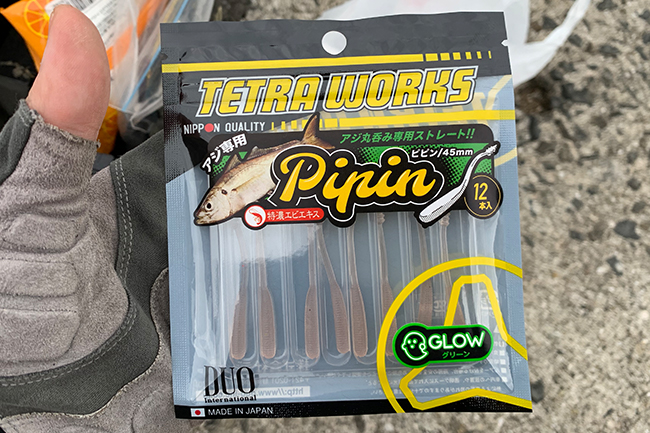 TETRA WORKS
NIPPON QUALITY
アジ専用
アジ丸呑み専用ストレート!!
ピピン/45mm
Pipin
12
本入
特濃エビエキス
GLOW
グリーン
DUO
International
MADE IN JAPAN